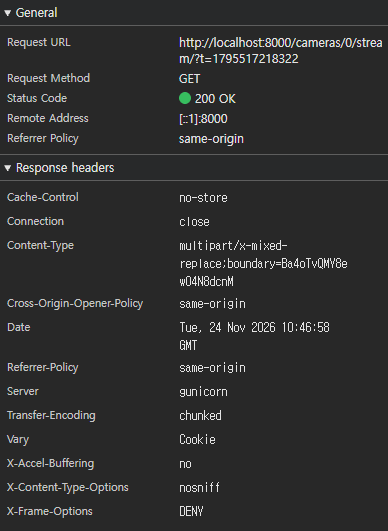 General
Request URL
http://localhost:8000/cameras/0/strea
m/?t=1795517218322
Request Method
GET
Status Code
200 OK
Remote Address
[::1]:8000
Referrer Policy
same-origin
Response headers
Cache-Control
no-store
Connection
close
Content-Type
multipart/x-mixed-
replace;boundary=Ba4oTvQMY8e
wO4N8dcnM
Cross-Origin-Opener-Policy
same-origin
Date
Tue, 24 Nov 2026 10:46:58
GMT
Referrer-Policy
same-origin
Server
gunicorn
Transfer-Encoding
chunked
Vary
Cookie
X-Accel-Buffering
no
X-Content-Type-Options
nosniff
X-Frame-Options
DENY